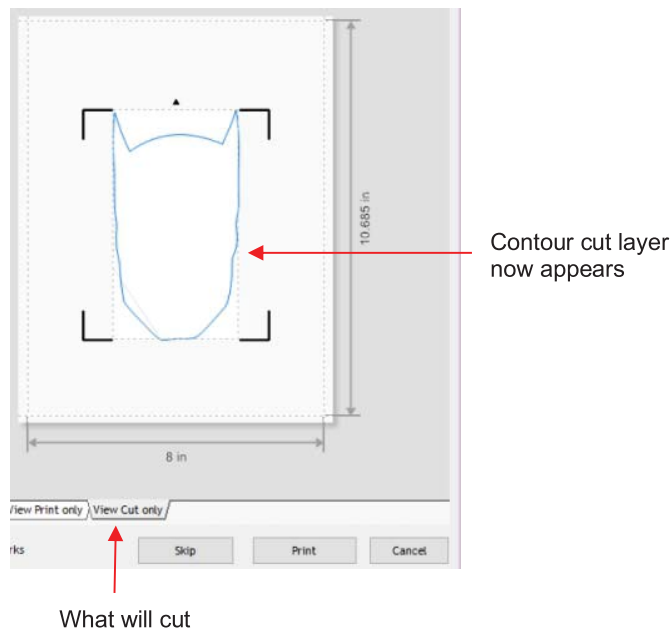 10.685 in
Contour cut layer
now appears
8 in
View Print only View Cut only
rks Skip Print Cancel
What will cut